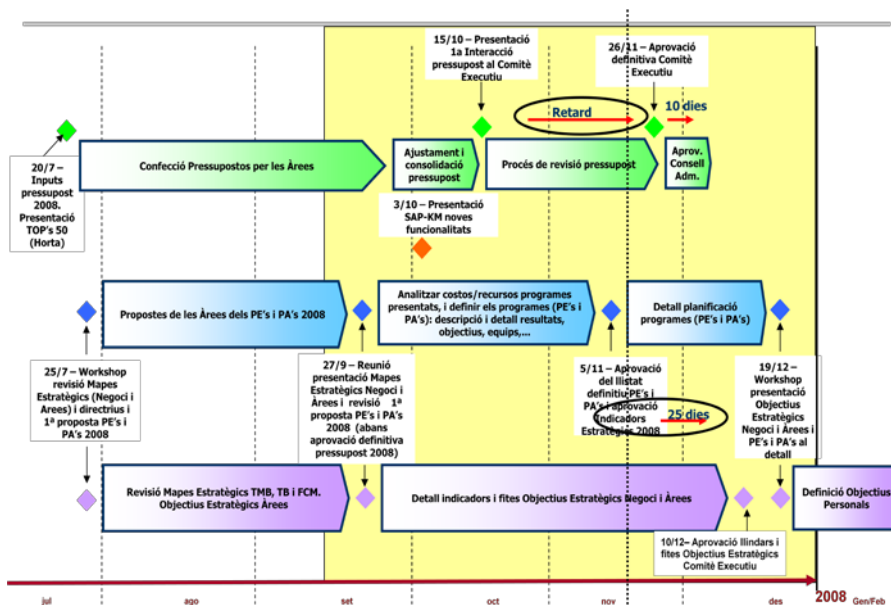 15/10 – Presentació
1a Interacció
pressupost al Comitè
Executiu
26/11 – Aprovació
definitiva Comitè
Executiu
Retard
10 dies
20/7 –
Inputs
pressupost
2008.
Presentació
TOP's 50
(Horta)
Confecció Pressupostos per les Àrees
Ajustament i
consolidació
pressupost
Procés de revisió pressupost
Aprov.
Consell
Adm.
3/10 – Presentació
SAP-KM noves
funcionalitats
Propostes de les Àrees dels PE's i PA's 2008
Analitzar costos/recursos programes
presentats, i definir els programes (PE's i
PA's): descripció i detall resultats,
objectius, equips,...
Detall planificació
programes (PE's i PA's)
25/7 – Workshop
revisió Mapes
Estratègics (Negoci i
Arees) i directrius i
1ª proposta PE's i
PA's 2008
27/9 – Reunió
presentació Mapes
Estratègics Negoci i
Àrees i revisió 1ª
proposta PE's i PA's
2008 (abans
aprovació definitiva
pressupost 2008)
5/11 – Aprovació
del llistat
definitiu PE's i
PA's i aprovació
Indicadors
Estratègics 2008
25 dies
19/12 –
Workshop
presentació
Objectius
Estratègics
Negoci i Àrees i
PE's i PA's al
detall
Revisió Mapes Estratègics TMB, TB i FCM.
Objectius Estratègics Àrees
Detall indicadors i fites Objectius Estratègics Negoci i Àrees
Definició Objectius
Personals
10/12– Aprovació llindars i
fites Objectius Estratègics
Comitè Executiu
jul
ago
set
oct
nov
des
2008
Gen/Feb